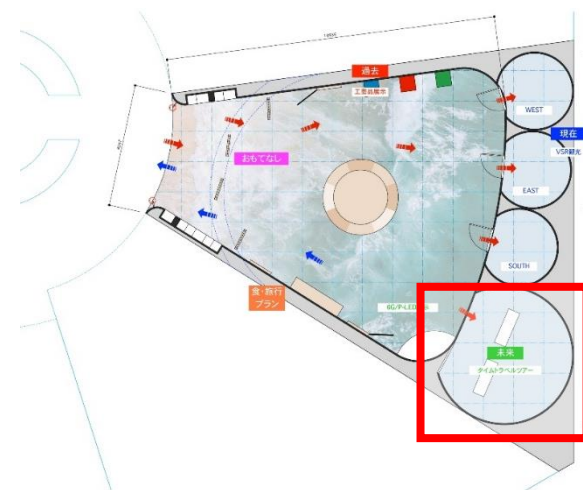 過去
工芸品展示
WEST
現在
VSR観光
おもてなし
EAST
SOUTH
食・旅行
プラン
未来
タイムトラベルツアー